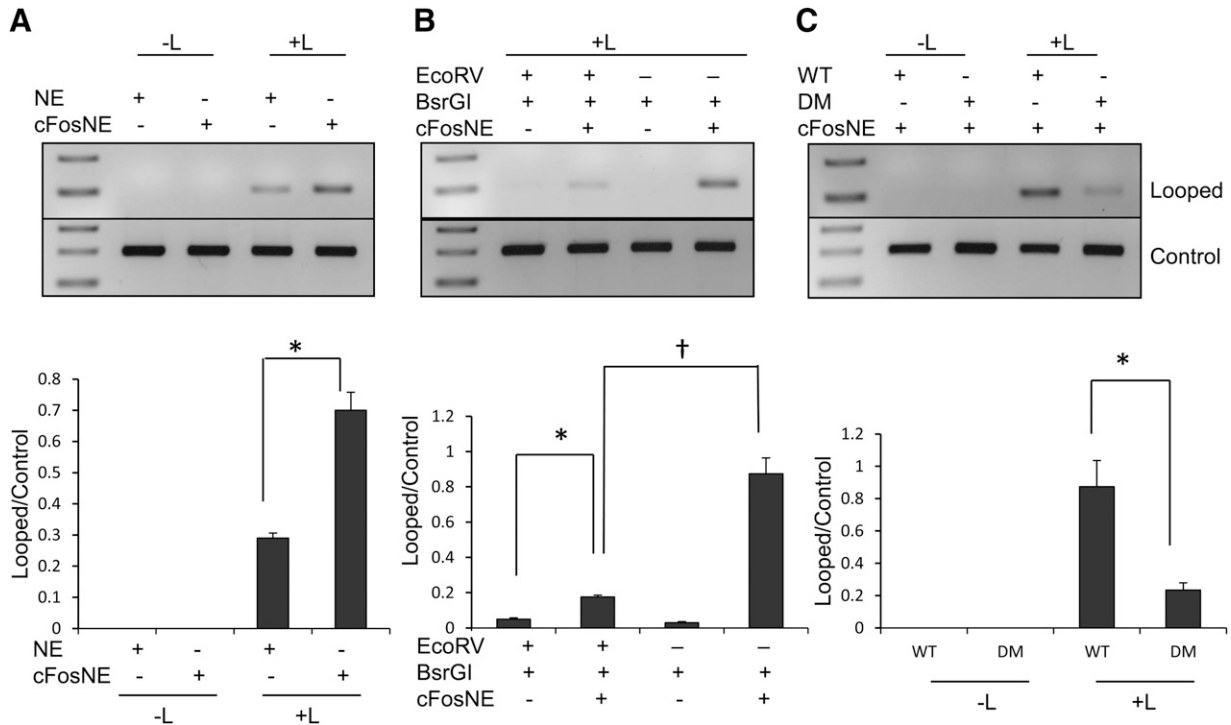 A
-L +L
NE + - + -
cFosNE - + - +
B
+L
EcoRV + + – –
BsrGI + + + +
cFosNE - + - +
C
-L +L
WT + - + -
DM - + - +
cFosNE + + + +
Looped
Control
*
Looped/Control
0.8
0.7
0.6
0.5
0.4
0.3
0.2
0.1
0
NE + - + -
cFosNE - + - +
-L +L
†
*
Looped/Control
1.2
1
0.8
0.6
0.4
0.2
0
EcoRV + + – –
BsrGI + + + +
cFosNE - + - +
*
Looped/Control
1.2
1
0.8
0.6
0.4
0.2
0
WT DM WT DM
-L +L